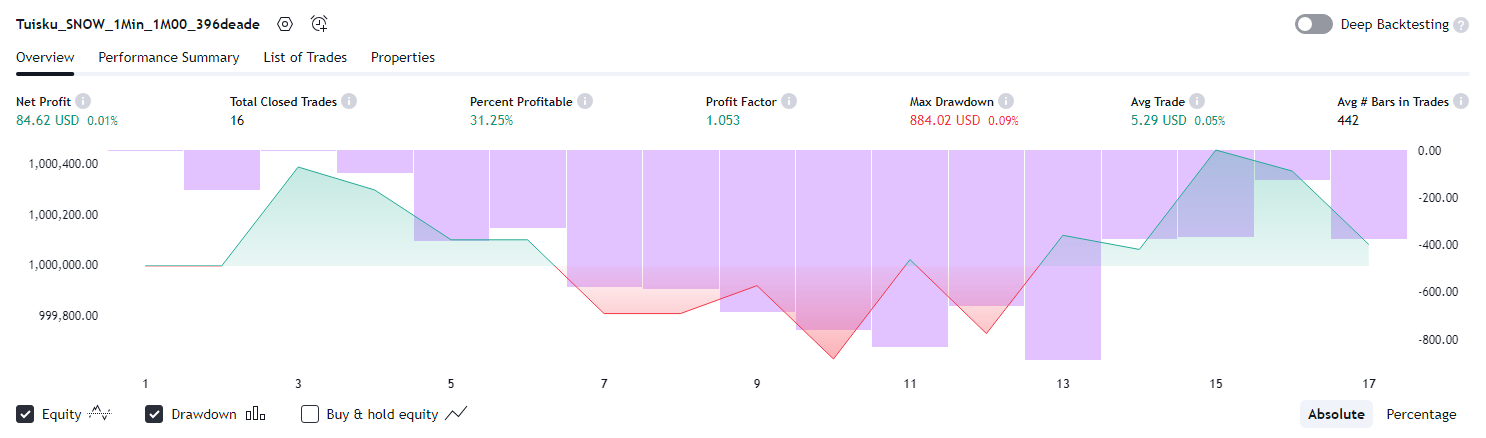 Tuisku_SNOW_1Min_1M00_396deade
Deep Backtesting ?
Overview Performance Summary List of Trades Properties
Net Profit Total Closed Trades Percent Profitable Profit Factor Max Drawdown Avg Trade Avg # Bars in Trades
84.62 USD 0.01% 16 31.25% 1.053 884.02 USD 0.09% 5.29 USD 0.05% 442
1,000,400.00 0.00
-200.00
1,000,200.00
-400.00
1,000,000.00
-600.00
999,800.00
-800.00
1 3 5 7 9 11 13 15 17
Equity Drawdown Buy & hold equity Absolute Percentage